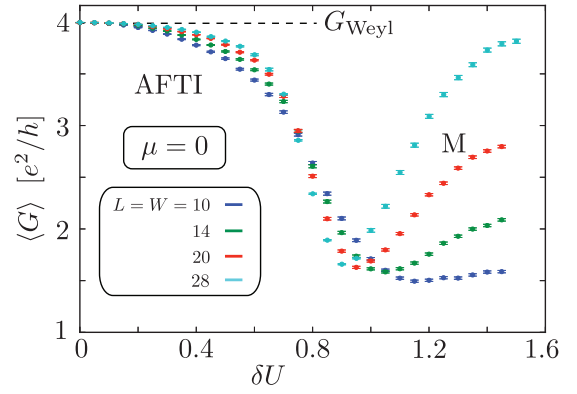 4
G_Weyl
AFTI
3
M
μ = 0
⟨G⟩ [e²/h]
L = W = 10
14
2
20
28
1
0 0.4 0.8 1.2 1.6
δU